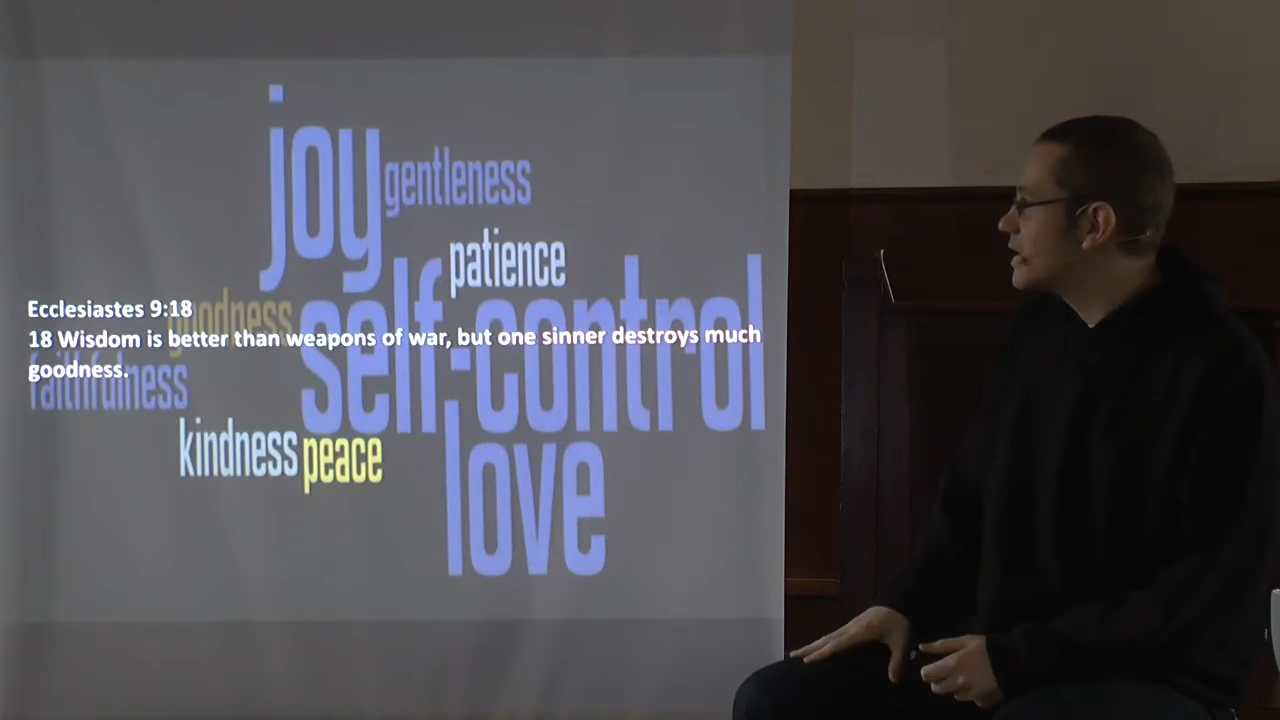 joy
gentleness
patience
Ecclesiastes 9:18
goodness
self-control
18 Wisdom is better than weapons of war, but one sinner destroys much
goodness.
faithfulness
kindness
peace
love